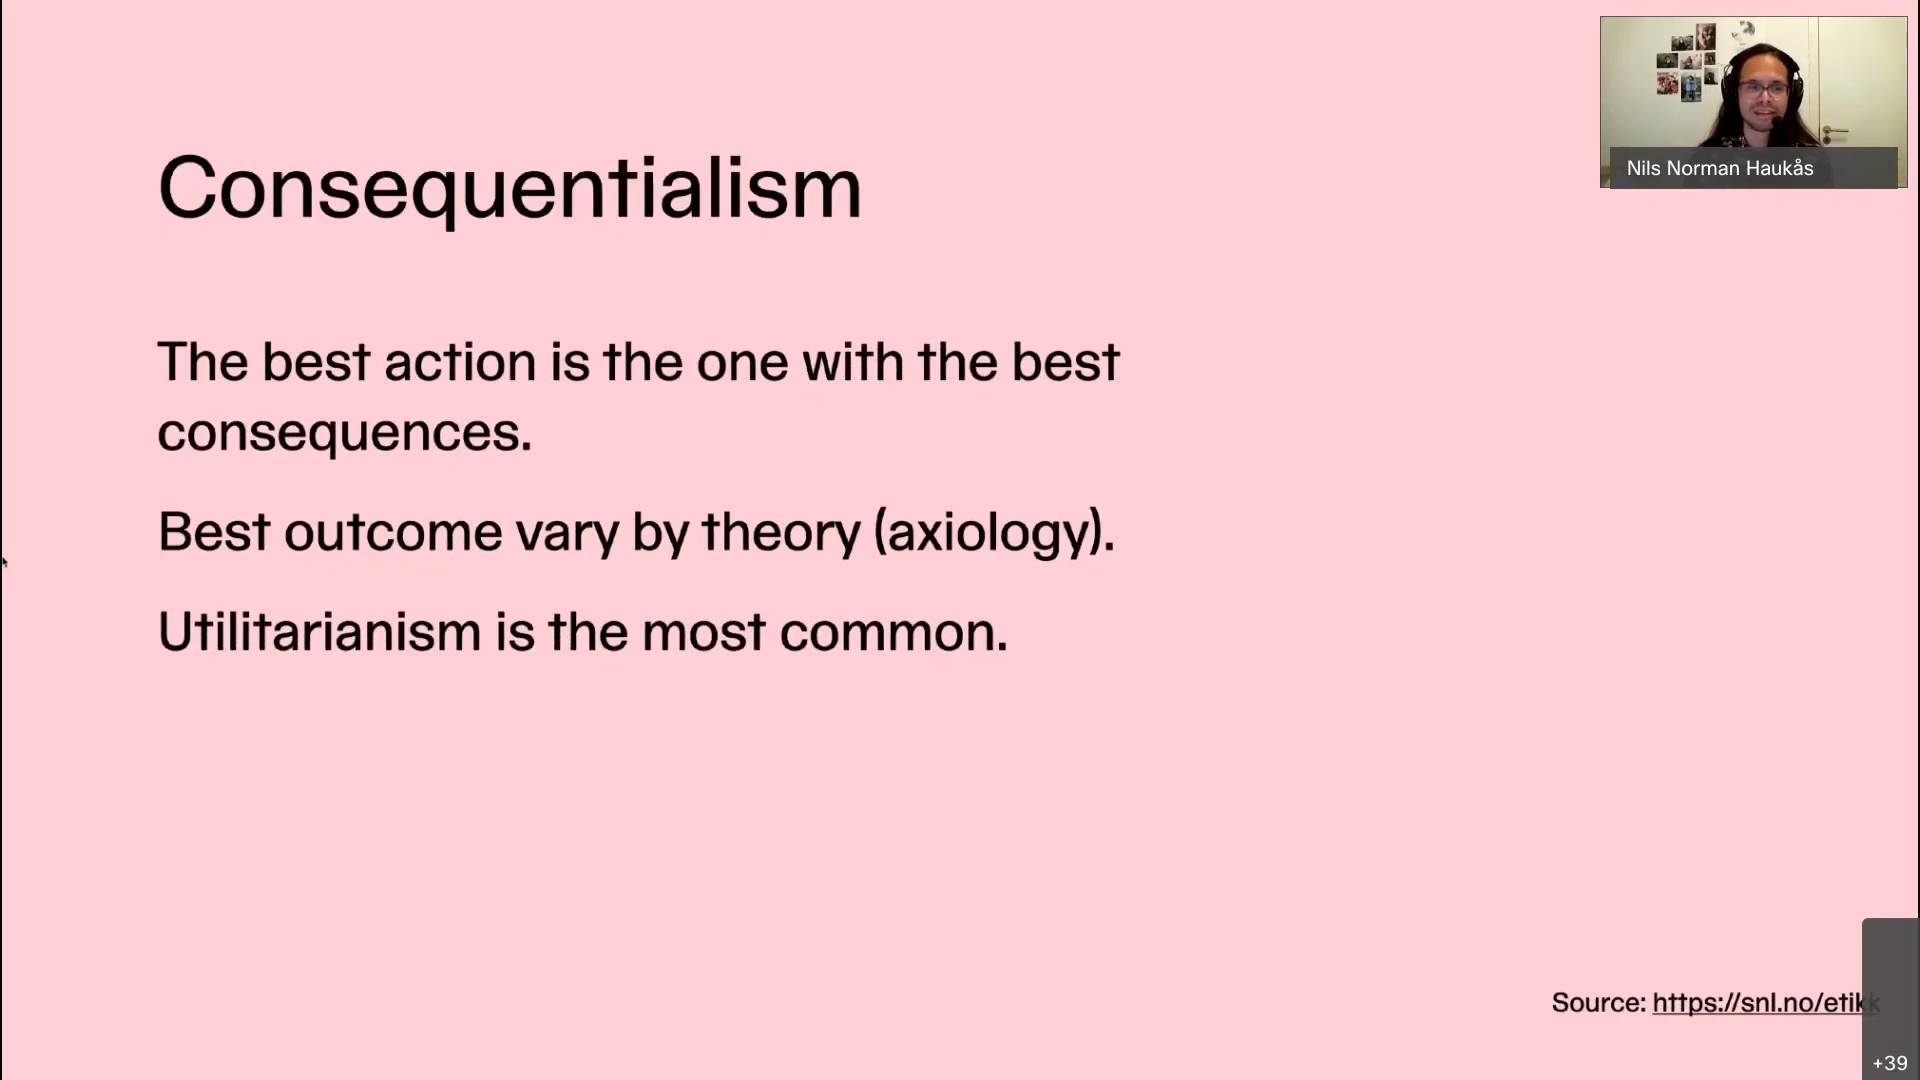 Consequentialism
The best action is the one with the best
consequences.
Best outcome vary by theory (axiology).
Utilitarianism is the most common.
Source: https://snl.no/etikk
Nils Norman Haukås
+39